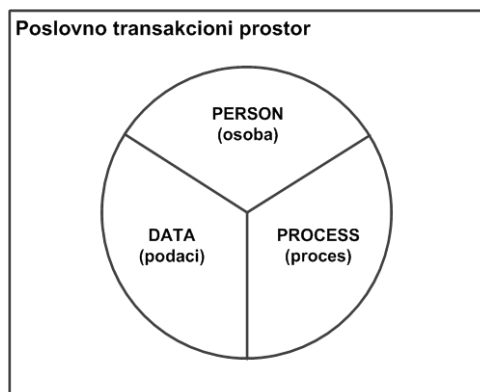 Poslovno transakcioni prostor
PERSON
(osoba)
DATA
(podaci)
PROCESS
(proces)